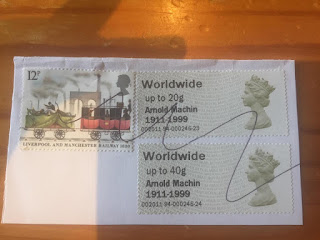 12P
LIVERPOOL AND MANCHESTER RAILWAY 1830
Worldwide
up to 20g
Arnold Machin
1911-1999
Worldwide
up to 40g
Arnold Machin
1911-1999